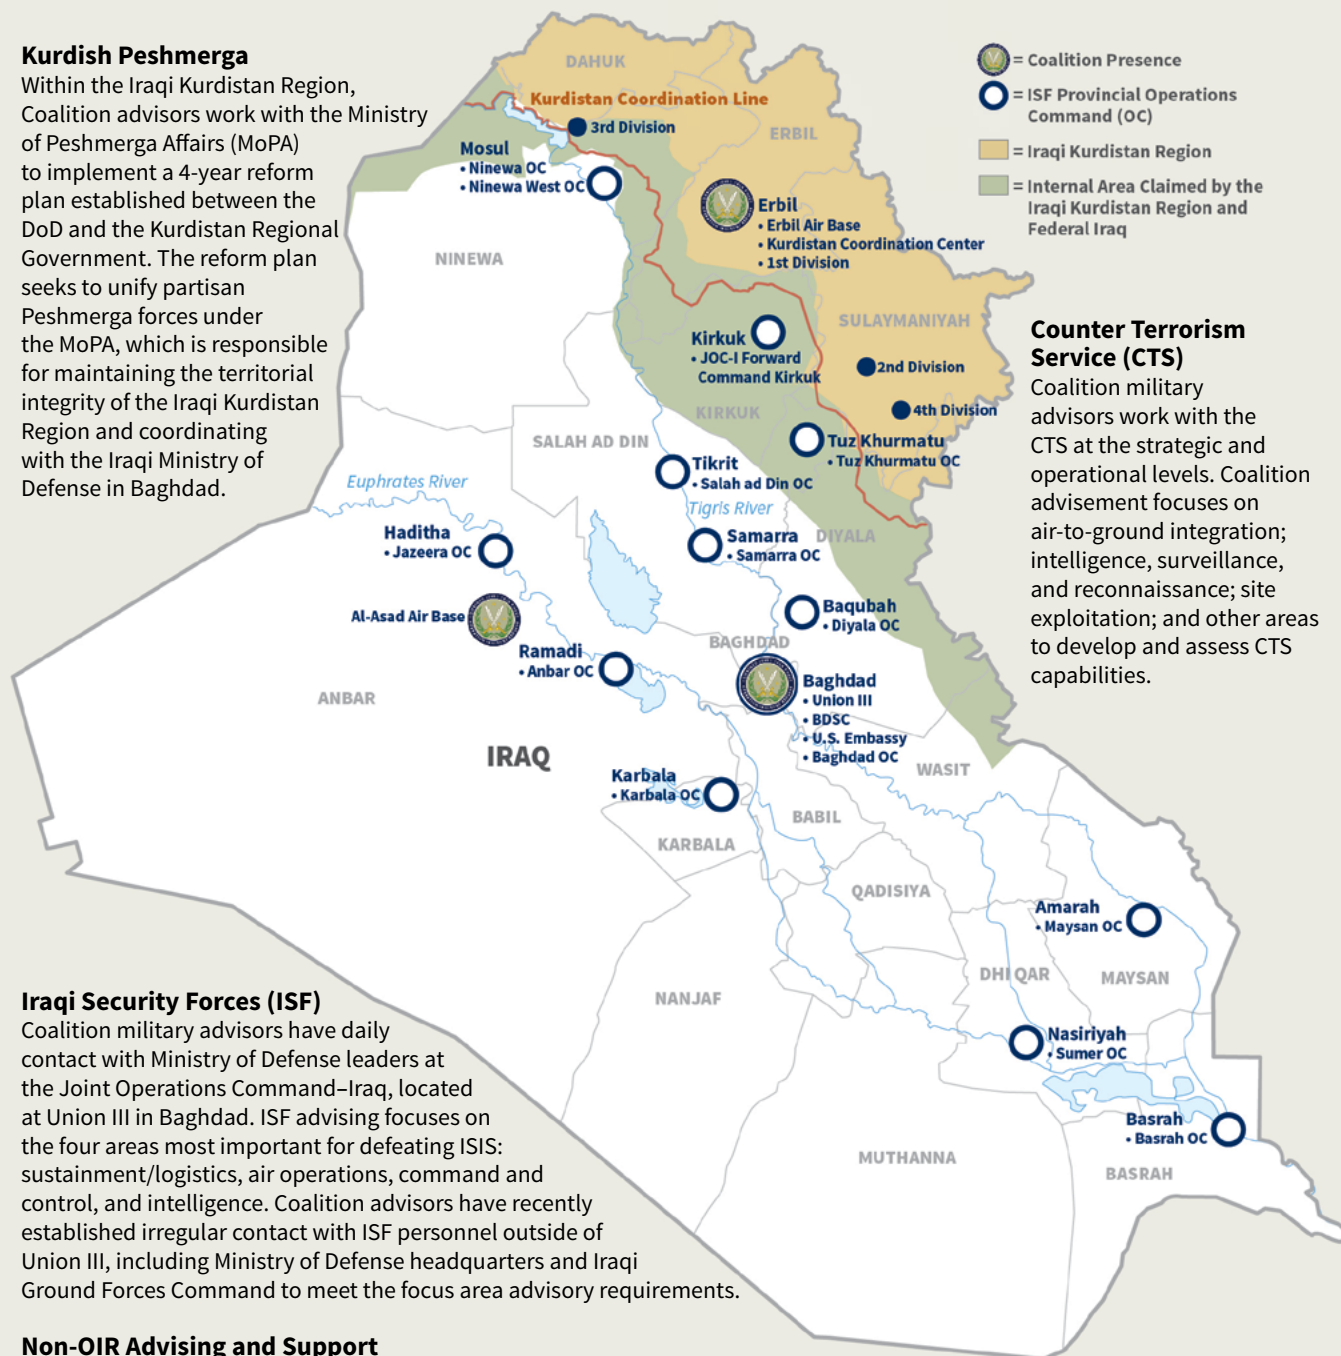 Kurdish Peshmerga
Within the Iraqi Kurdistan Region,
Coalition advisors work with the Ministry
of Peshmerga Affairs (MoPA)
to implement a 4-year reform
plan established between the
DoD and the Kurdistan Regional
Government. The reform plan
seeks to unify partisan
Peshmerga forces under
the MoPA, which is responsible
for maintaining the territorial
integrity of the Iraqi Kurdistan
Region and coordinating
with the Iraqi Ministry of
Defense in Baghdad.
= Coalition Presence
= ISF Provincial Operations
Command (OC)
= Iraqi Kurdistan Region
= Internal Area Claimed by the
Iraqi Kurdistan Region and
Federal Iraq
Counter Terrorism
Service (CTS)
Coalition military
advisors work with the
CTS at the strategic and
operational levels. Coalition
advisement focuses on
air-to-ground integration;
intelligence, surveillance,
and reconnaissance; site
exploitation; and other areas
to develop and assess CTS
capabilities.
DAHUK
Kurdistan Coordination Line
3rd Division
ERBIL
Mosul
• Ninewa OC
• Ninewa West OC
Erbil
• Erbil Air Base
• Kurdistan Coordination Center
• 1st Division
NINEWA
SULAYMANIYAH
Kirkuk
• JOC-I Forward
Command Kirkuk
2nd Division
4th Division
KIRKUK
SALAH AD DIN
Tuz Khurmatu
• Tuz Khurmatu OC
Tikrit
• Salah ad Din OC
Euphrates River
Tigris River
Haditha
• Jazeera OC
Samarra
• Samarra OC
DIYALA
Al-Asad Air Base
Baqubah
• Diyala OC
BAGHDAD
Ramadi
• Anbar OC
Baghdad
• Union III
• BDSC
• U.S. Embassy
• Baghdad OC
ANBAR
IRAQ
WASIT
Karbala
• Karbala OC
BABIL
KARBALA
QADISIYA
Amarah
• Maysan OC
DHI QAR
MAYSAN
NANJAF
Nasiriyah
• Sumer OC
Basrah
• Basrah OC
MUTHANNA
BASRAH
Iraqi Security Forces (ISF)
Coalition military advisors have daily
contact with Ministry of Defense leaders at
the Joint Operations Command–Iraq, located
at Union III in Baghdad. ISF advising focuses on
the four areas most important for defeating ISIS:
sustainment/logistics, air operations, command and
control, and intelligence. Coalition advisors have recently
established irregular contact with ISF personnel outside of
Union III, including Ministry of Defense headquarters and Iraqi
Ground Forces Command to meet the focus area advisory requirements.
Non-OIR Advising and Support